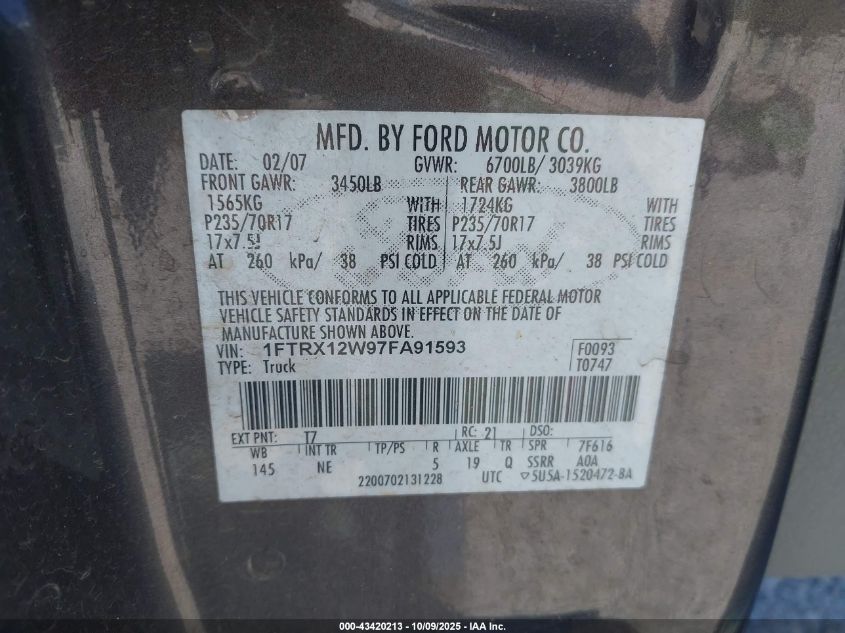 MFD. BY FORD MOTOR CO.
DATE: 02/07 GVWR: 6700LB/ 3039KG
FRONT GAWR: 3450LB REAR GAWR: 3800LB
1565KG WITH 1724KG WITH
P235/70R17 TIRES P235/70R17 TIRES
17x7.5J RIMS 17x7.5J RIMS
AT 260 kPa/ 38 PSI COLD AT 260 kPa/ 38 PSI COLD
THIS VEHICLE CONFORMS TO ALL APPLICABLE FEDERAL MOTOR
VEHICLE SAFETY STANDARDS IN EFFECT ON THE DATE OF
MANUFACTURE SHOWN ABOVE.
VIN: 1FTRX12W97FA91593 F0093
TYPE: Truck T0747
EXT PNT: T7 RC: 21 DSO:
WB INT TR TP/PS R AXLE TR SPR 7F616
145 NE 5 19 Q SSRR A0A
2200702131228 UTC ▽5U5A-1520472-BA
000-43420213 - 10/09/2025 - IAA Inc.